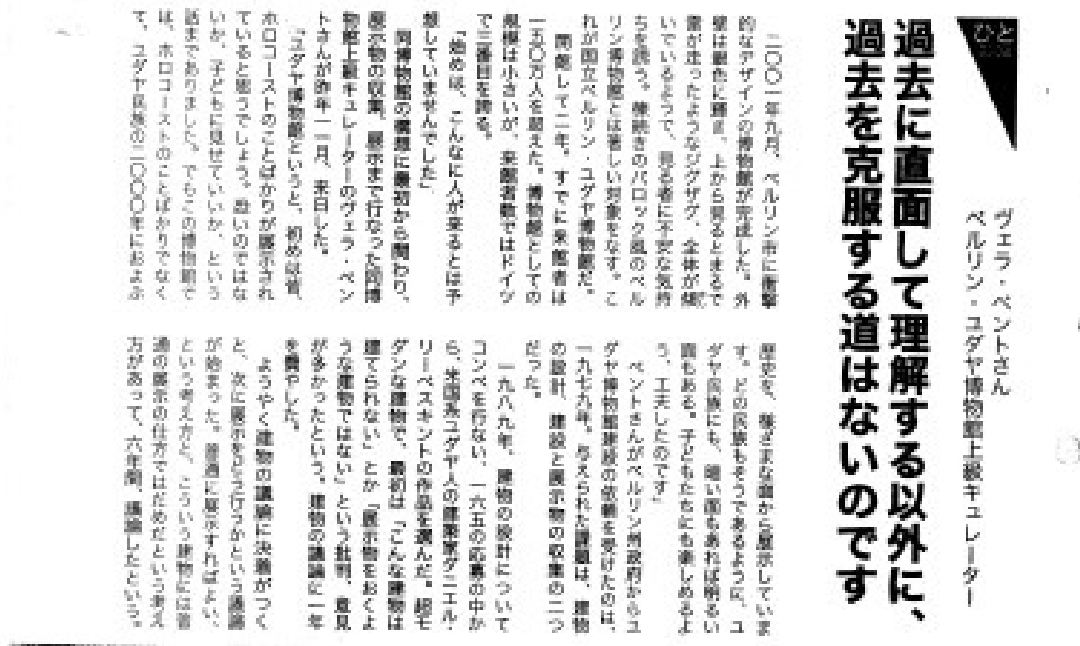 ひと
ヴェラ・ベントさん
ベルリン・ユダヤ博物館上級キュレーター
過去に直面して理解する以外に、
過去を克服する道はないのです
二〇〇一年九月、ベルリン市に衝撃
的なデザインの博物館が完成した。外
壁は銀色に輝き、上から見るとまるで
雷が走ったようなジグザグ、全体が傾
いているようで、見る者に不安な気持
ちを誘う。隣続きのバロック風のベル
リン博物館とは著しい対象をなす。こ
れが国立ベルリン・ユダヤ博物館だ。
開館して二年。すでに来館者は
一五〇万人を超えた。博物館としての
規模は小さいが、来館者数ではドイツ
で三番目を誇る。
「始めは、こんなに人が来るとは予
想していませんでした」
同博物館の構想に最初から関わり、
展示物の収集、展示まで行なった同博
物館上級キュレーターのヴェラ・ベン
トさんが昨年一一月、来日した。
「ユダヤ博物館というと、初めは皆、
ホロコーストのことばかりが展示され
ていると思うでしょう。恐いのではな
いか、子どもに見せていいか、という
話まであります。でもこの博物館で
は、ホロコーストのことばかりでなく
て、ユダヤ民族の二〇〇〇年におよぶ
歴史を、様ざまな面から展示していま
す。どの民族もそうであるように、ユ
ダヤ民族にも、暗い面もあれば明るい
面もある。子どもたちにも楽しめるよ
う、工夫したのです」
ベントさんがベルリン州政府からユ
ダヤ博物館建設の依頼を受けたのは、
一九七九年。与えられた課題は、建物
の設計、建設と展示物の収集の二つ
だった。
一九八九年、建物の設計について
コンペを行ない、一六五の応募の中か
ら、米国系ユダヤ人の建築家ダニエル・
リーベスキントの作品を選んだ。超モ
ダンな建物で、最初は「こんな建物は
建てられない」とか「展示物をおくよ
うな建物ではない」という批判、意見
が多かったという。建物の議論に一年
を費やした。
ようやく建物の議論に決着がつく
と、次に展示をどう行うかという議論
が始まった。普通に展示すればよい、
という考え方と、こういう建物には普
通の展示の仕方ではだめだという考え
方があって、六年間、議論したという。